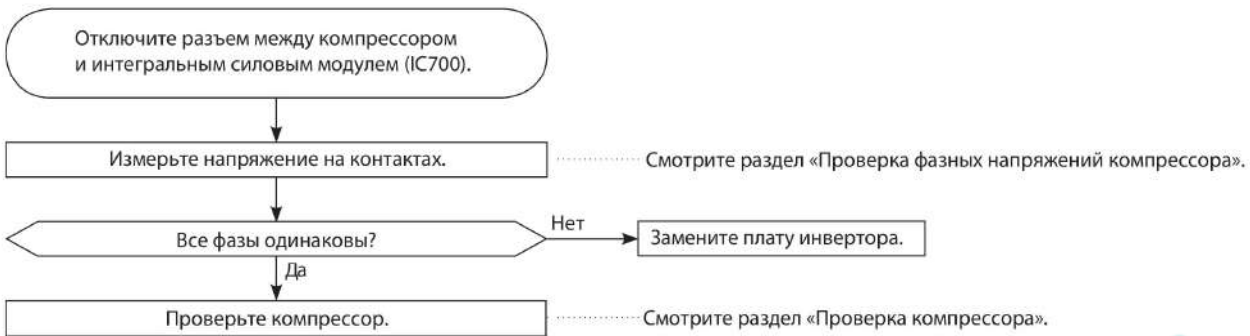 Отключите разъем между компрессором
и интегральным силовым модулем (IC700).
Измерьте напряжение на контактах.
Смотрите раздел «Проверка фазных напряжений компрессора».
Все фазы одинаковы?
Нет
Замените плату инвертора.
Да
Проверьте компрессор.
Смотрите раздел «Проверка компрессора».